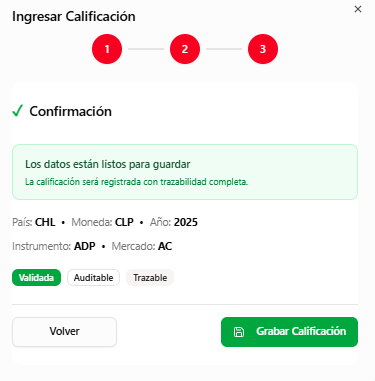 Ingresar Calificación
1 2 3
Confirmación
Los datos están listos para guardar
La calificación será registrada con trazabilidad completa.
País: CHL • Moneda: CLP • Año: 2025
Instrumento: ADP • Mercado: AC
Validada Auditable Trazable
Volver Grabar Calificación